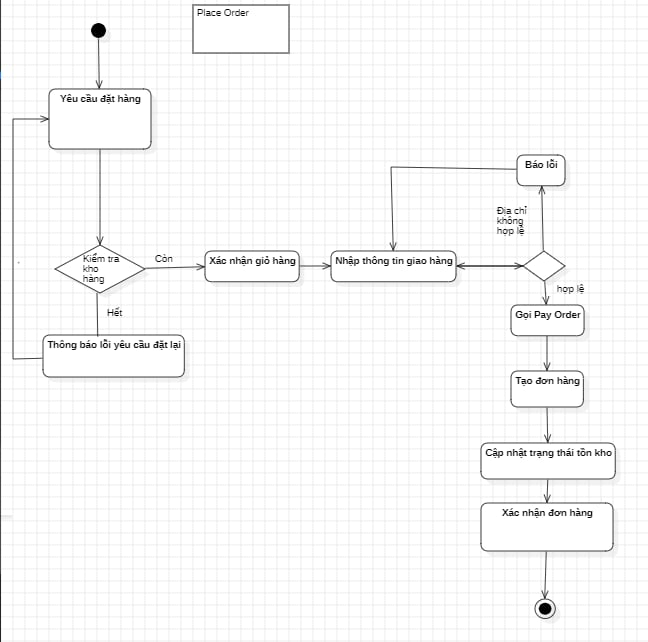 Place Order
Yêu cầu đặt hàng
Báo lỗi
Địa chỉ
không
hợp lệ
Kiểm tra
kho
hàng
Còn
Xác nhận giỏ hàng
Nhập thông tin giao hàng
hợp lệ
Hết
Gọi Pay Order
Thông báo lỗi yêu cầu đặt lại
Tạo đơn hàng
Cập nhật trạng thái tồn kho
Xác nhận đơn hàng